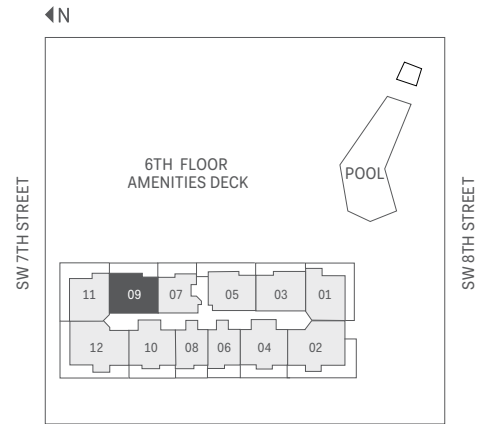 N
6TH FLOOR
AMENITIES DECK
POOL
SW 7TH STREET
SW 8TH STREET
11
09
07
05
03
01
12
10
08
06
04
02